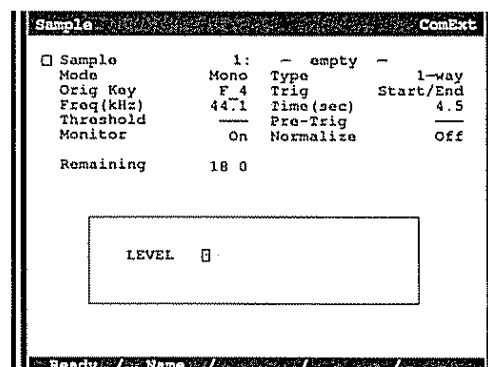 Sample ComExt
Sample 1: - empty -
Mode Mono Type 1-way
Orig Key F 4 Trig Start/End
Freq(kHz) 44.1 Time(sec) 4.5
Threshold — Pre-Trig —
Monitor On Normalize Off
Remaining 18 0
LEVEL
Ready / Name / / /